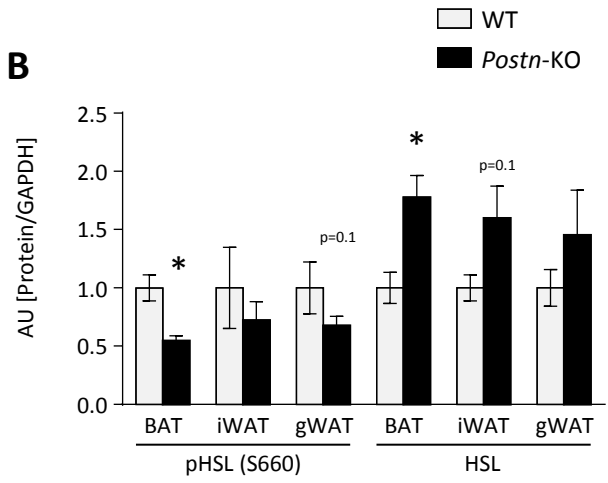 WT
Postn-KO
B
AU [Protein/GAPDH]
2.5
2.0
1.5
1.0
0.5
0.0
*
p=0.1
*
p=0.1
BAT iWAT gWAT BAT iWAT gWAT
pHSL (S660) HSL